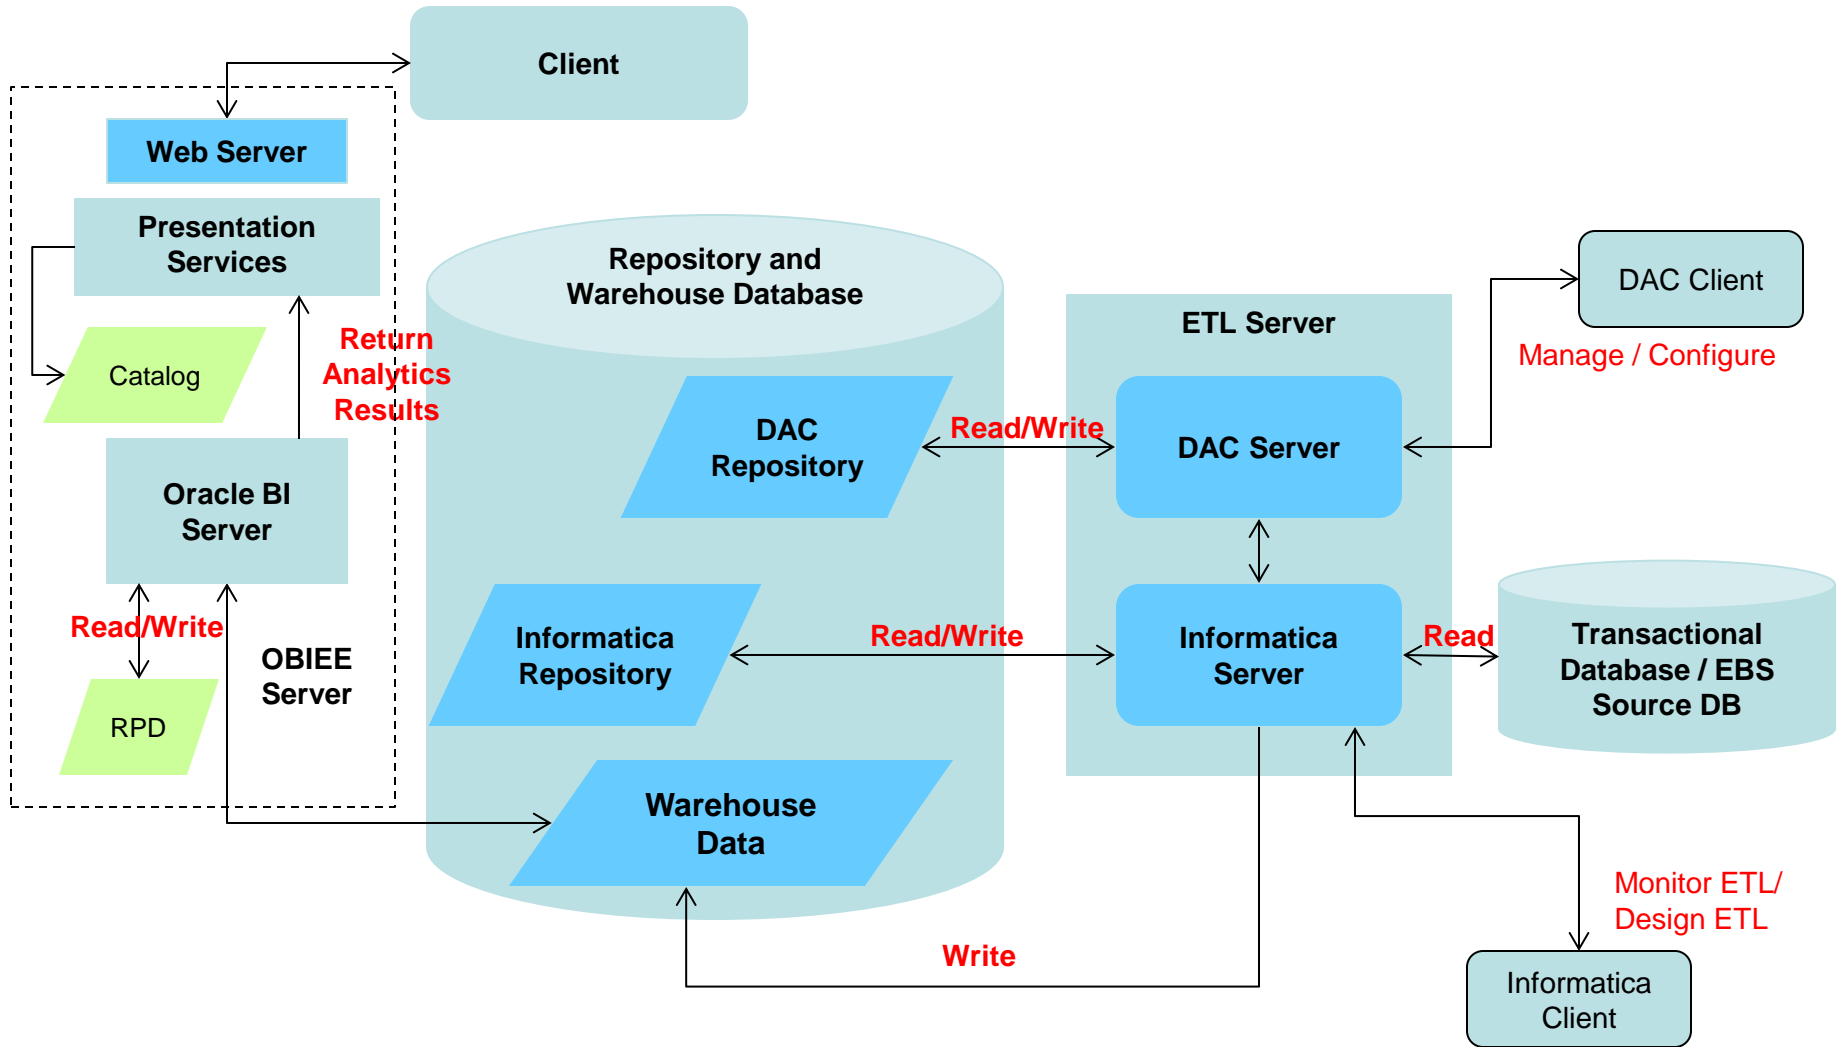 Client
Web Server
Presentation
Services
Repository and
Warehouse Database
DAC Client
ETL Server
Return
Analytics
Results
Manage / Configure
Catalog
DAC
Repository
Read/Write
DAC Server
Oracle BI
Server
Read/Write
OBIEE
Server
Informatica
Repository
Read/Write
Informatica
Server
Read
Transactional
Database / EBS
Source DB
RPD
Warehouse
Data
Monitor ETL/
Design ETL
Write
Informatica
Client